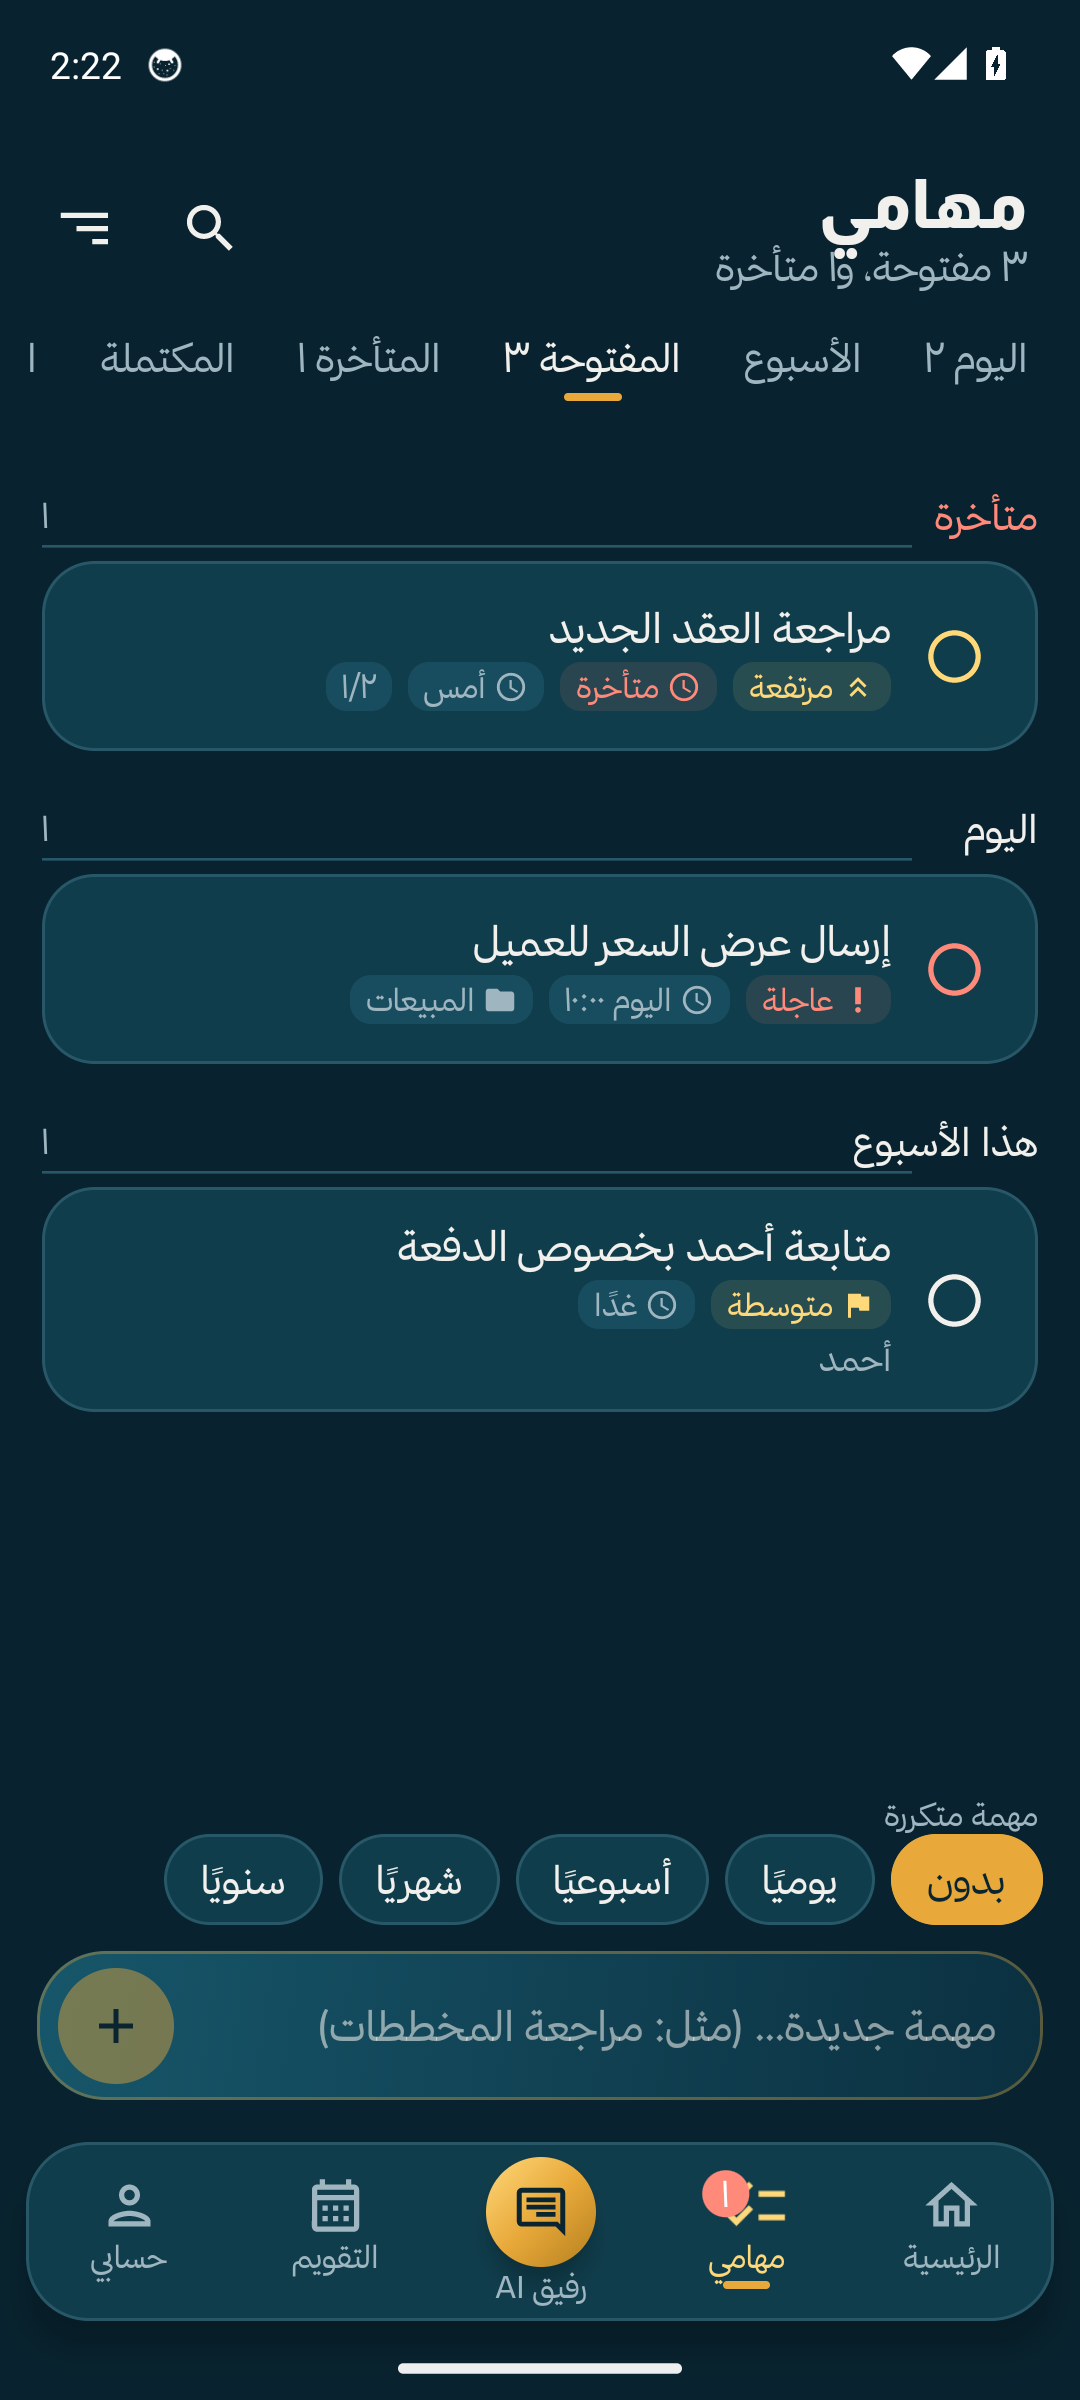 2:22
مهامي
٣ مفتوحة، و١ متأخرة
اليوم ٢ الأسبوع المفتوحة ٣ المتأخرة ١ المكتملة ا
متأخرة ١
مراجعة العقد الجديد
مرتفعة متأخرة أمس ١/٢
اليوم ١
إرسال عرض السعر للعميل
عاجلة اليوم ١٠:٠٠ المبيعات
هذا الأسبوع ١
متابعة أحمد بخصوص الدفعة
متوسطة غدًا
أحمد
مهمة متكررة
بدون يوميًا أسبوعيًا شهريًا سنويًا
مهمة جديدة... (مثل: مراجعة المخططات)
١
الرئيسية مهامي رفيق AI التقويم حسابي